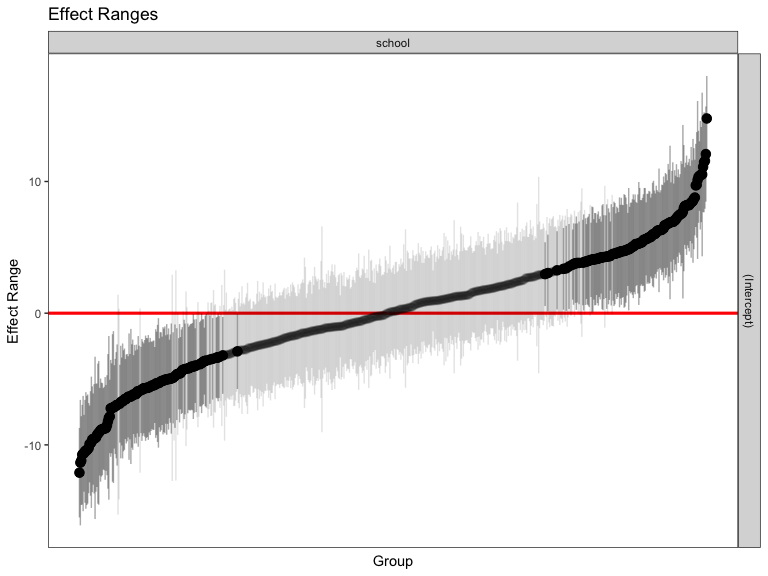 Effect Ranges
school
Effect Range
10
0
-10
(Intercept)
Group